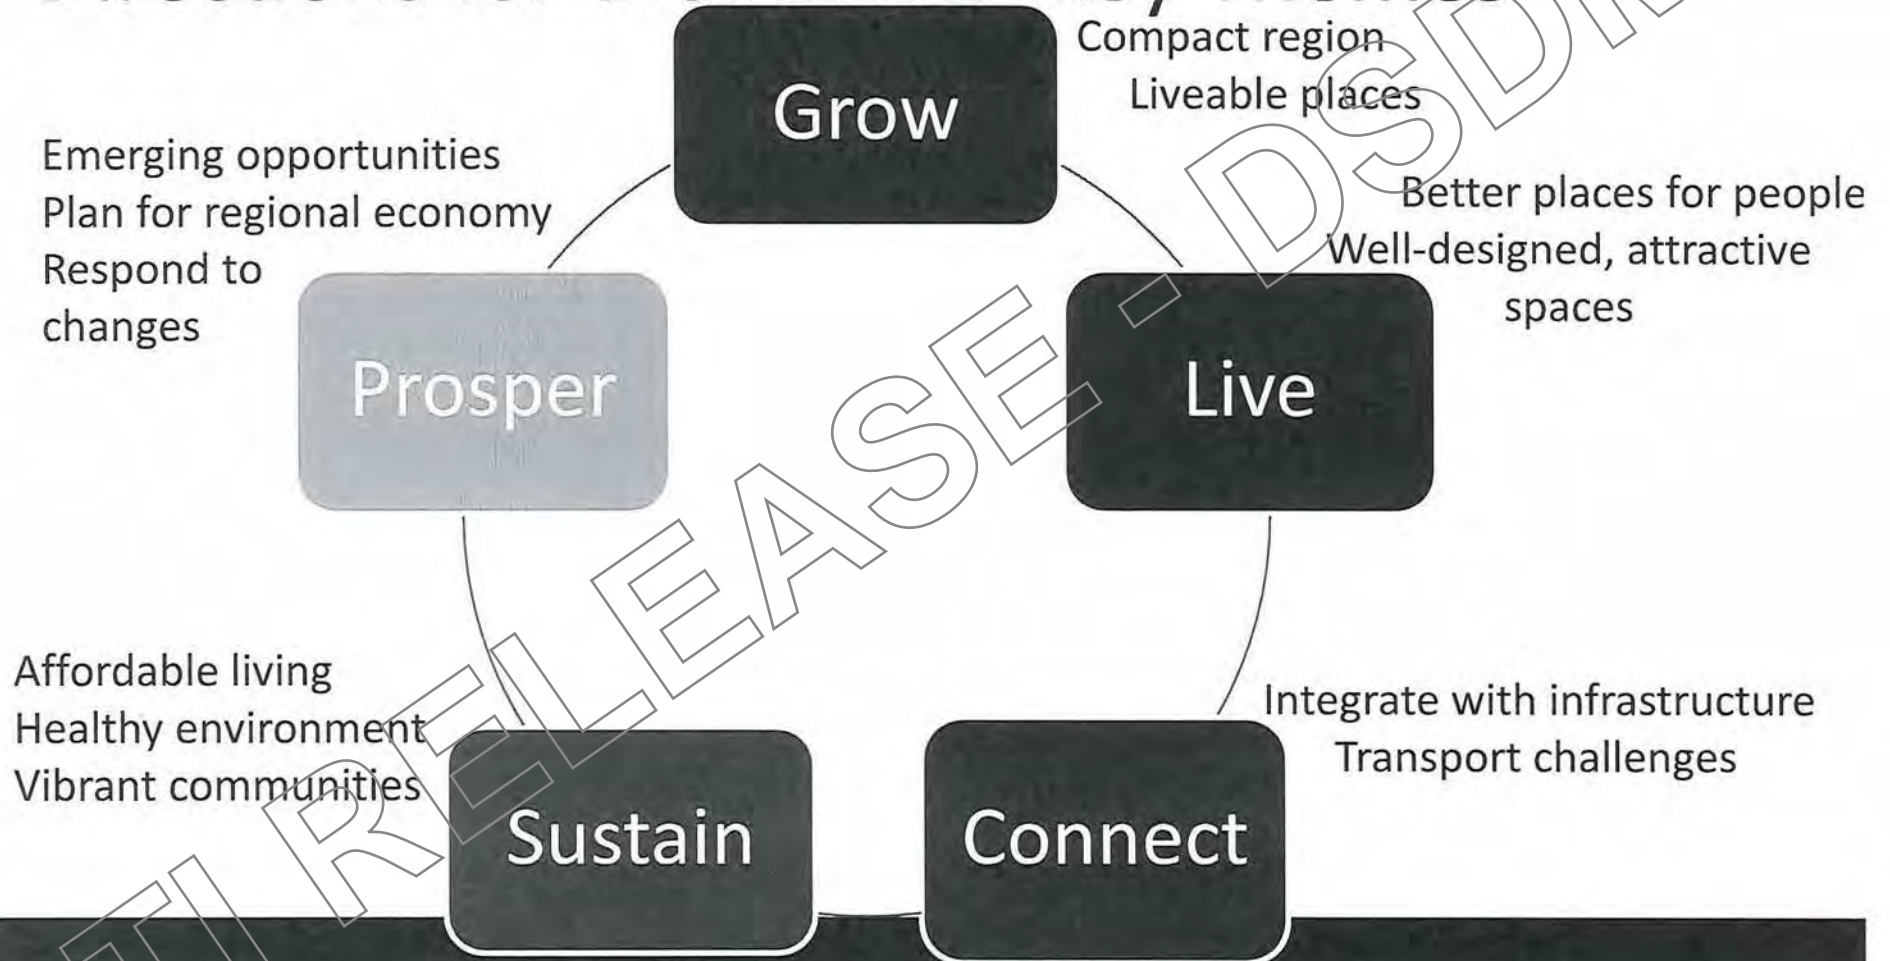 Grow
Compact region
Liveable places
Emerging opportunities
Plan for regional economy
Respond to
changes
Better places for people
Well-designed, attractive
spaces
Prosper
Live
Affordable living
Healthy environment
Vibrant communities
Integrate with infrastructure
Transport challenges
Sustain
Connect
TI RELEASE - DSD